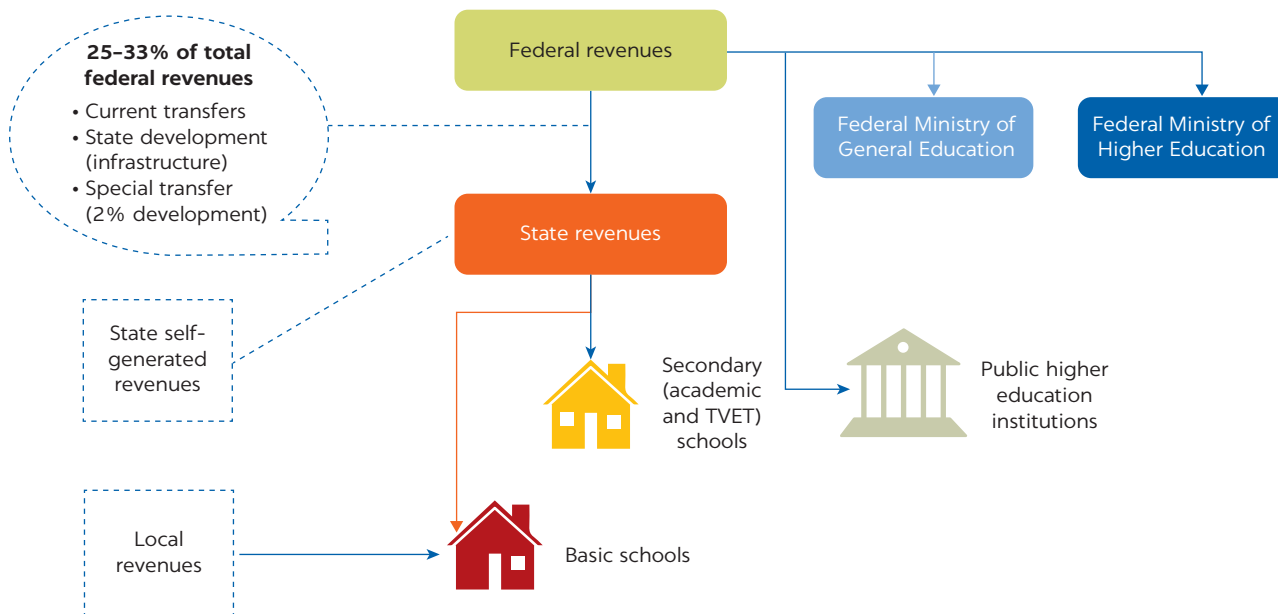 25–33% of total
federal revenues
• Current transfers
• State development
(infrastructure)
• Special transfer
(2% development)
Federal revenues
Federal Ministry of
General Education
Federal Ministry of
Higher Education
State revenues
State self-
generated
revenues
Secondary
(academic
and TVET)
schools
Public higher
education
institutions
Local
revenues
Basic schools